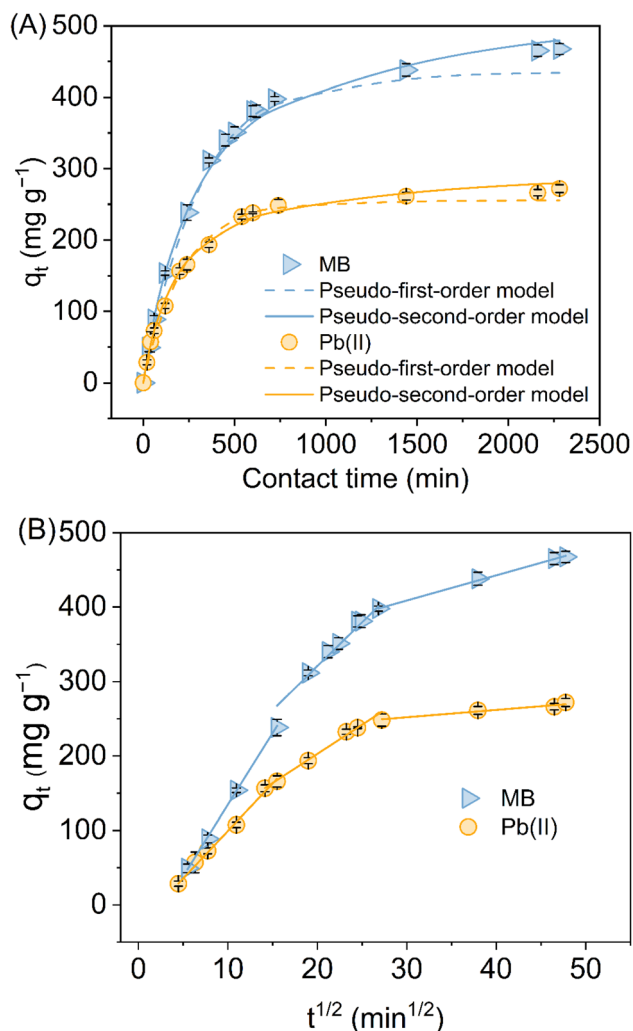 (A)
500
400
300
200
100
0
qₜ (mg g⁻¹)
MB
Pseudo-first-order model
Pseudo-second-order model
Pb(II)
Pseudo-first-order model
Pseudo-second-order model
0 500 1000 1500 2000 2500
Contact time (min)
(B)
500
400
300
200
100
0
qₜ (mg g⁻¹)
MB
Pb(II)
0 10 20 30 40 50
t^1/2 (min^1/2)